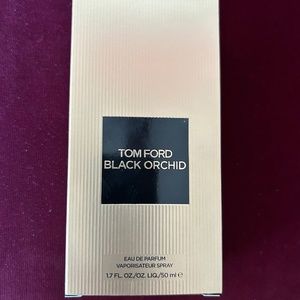 TOM FORD
BLACK ORCHID
EAU DE PARFUM
VAPORISATEUR SPRAY
1.7 FL. OZ./OZ. LIQ./50 ml ℮